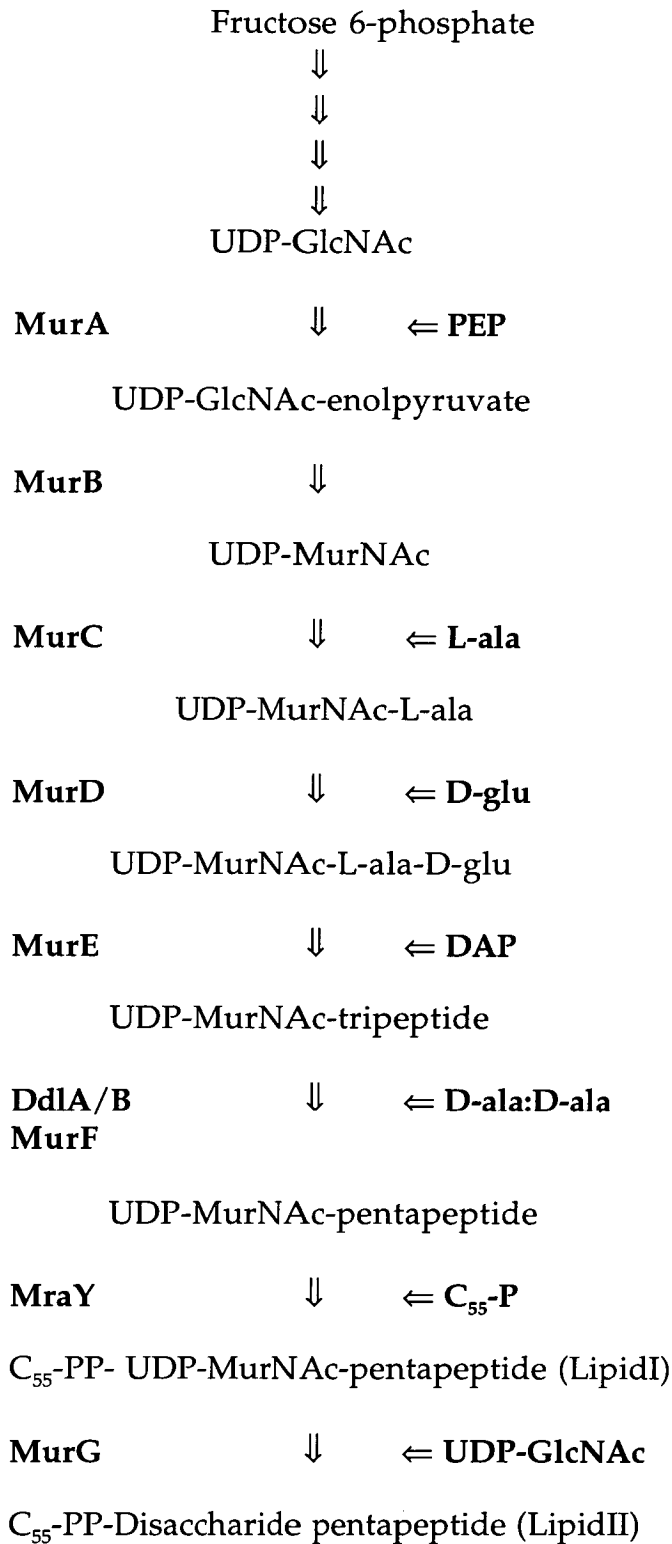 Fructose 6-phosphate
⇓
⇓
⇓
⇓
UDP-GlcNAc
MurA ⇓ ⇐ PEP
UDP-GlcNAc-enolpyruvate
MurB ⇓
UDP-MurNAc
MurC ⇓ ⇐ L-ala
UDP-MurNAc-L-ala
MurD ⇓ ⇐ D-glu
UDP-MurNAc-L-ala-D-glu
MurE ⇓ ⇐ DAP
UDP-MurNAc-tripeptide
DdlA/B ⇓ ⇐ D-ala:D-ala
MurF
UDP-MurNAc-pentapeptide
MraY ⇓ ⇐ C₅₅-P
C₅₅-PP- UDP-MurNAc-pentapeptide (LipidI)
MurG ⇓ ⇐ UDP-GlcNAc
C₅₅-PP-Disaccharide pentapeptide (LipidII)